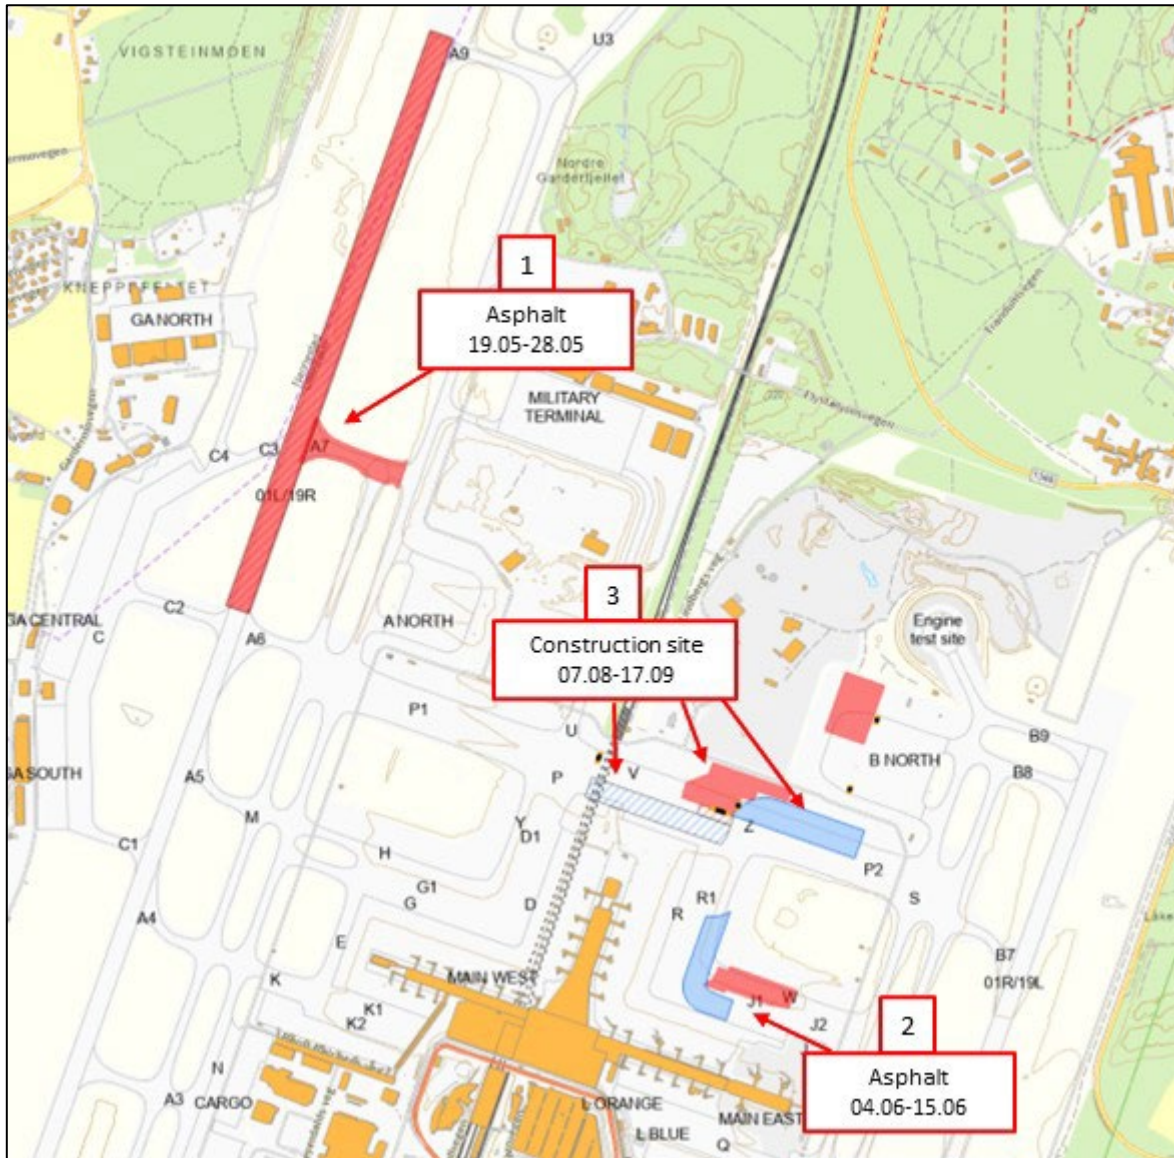 VIGSTEINMOEN
A9
U3
Nordre
Gardertjellet
1
Asphalt
19.05-28.05
GA NORTH
MILITARY
TERMINAL
C4
C3
A7
01L/19R
3
Construction site
07.08-17.09
GA CENTRAL
C
C2
A6
A NORTH
Engine
test site
P1
U
B9
B NORTH
B8
GA SOUTH
A5
P
V
M
Y
D1
Z
C1
H
P2
G1
G
D
R1
R
S
A4
E
B7
01R/19L
MAIN WEST
K
K1
K2
J1
W
J2
2
Asphalt
04.06-15.06
N
A3
CARGO
L ORANGE
MAIN EAST
L BLUE
Q